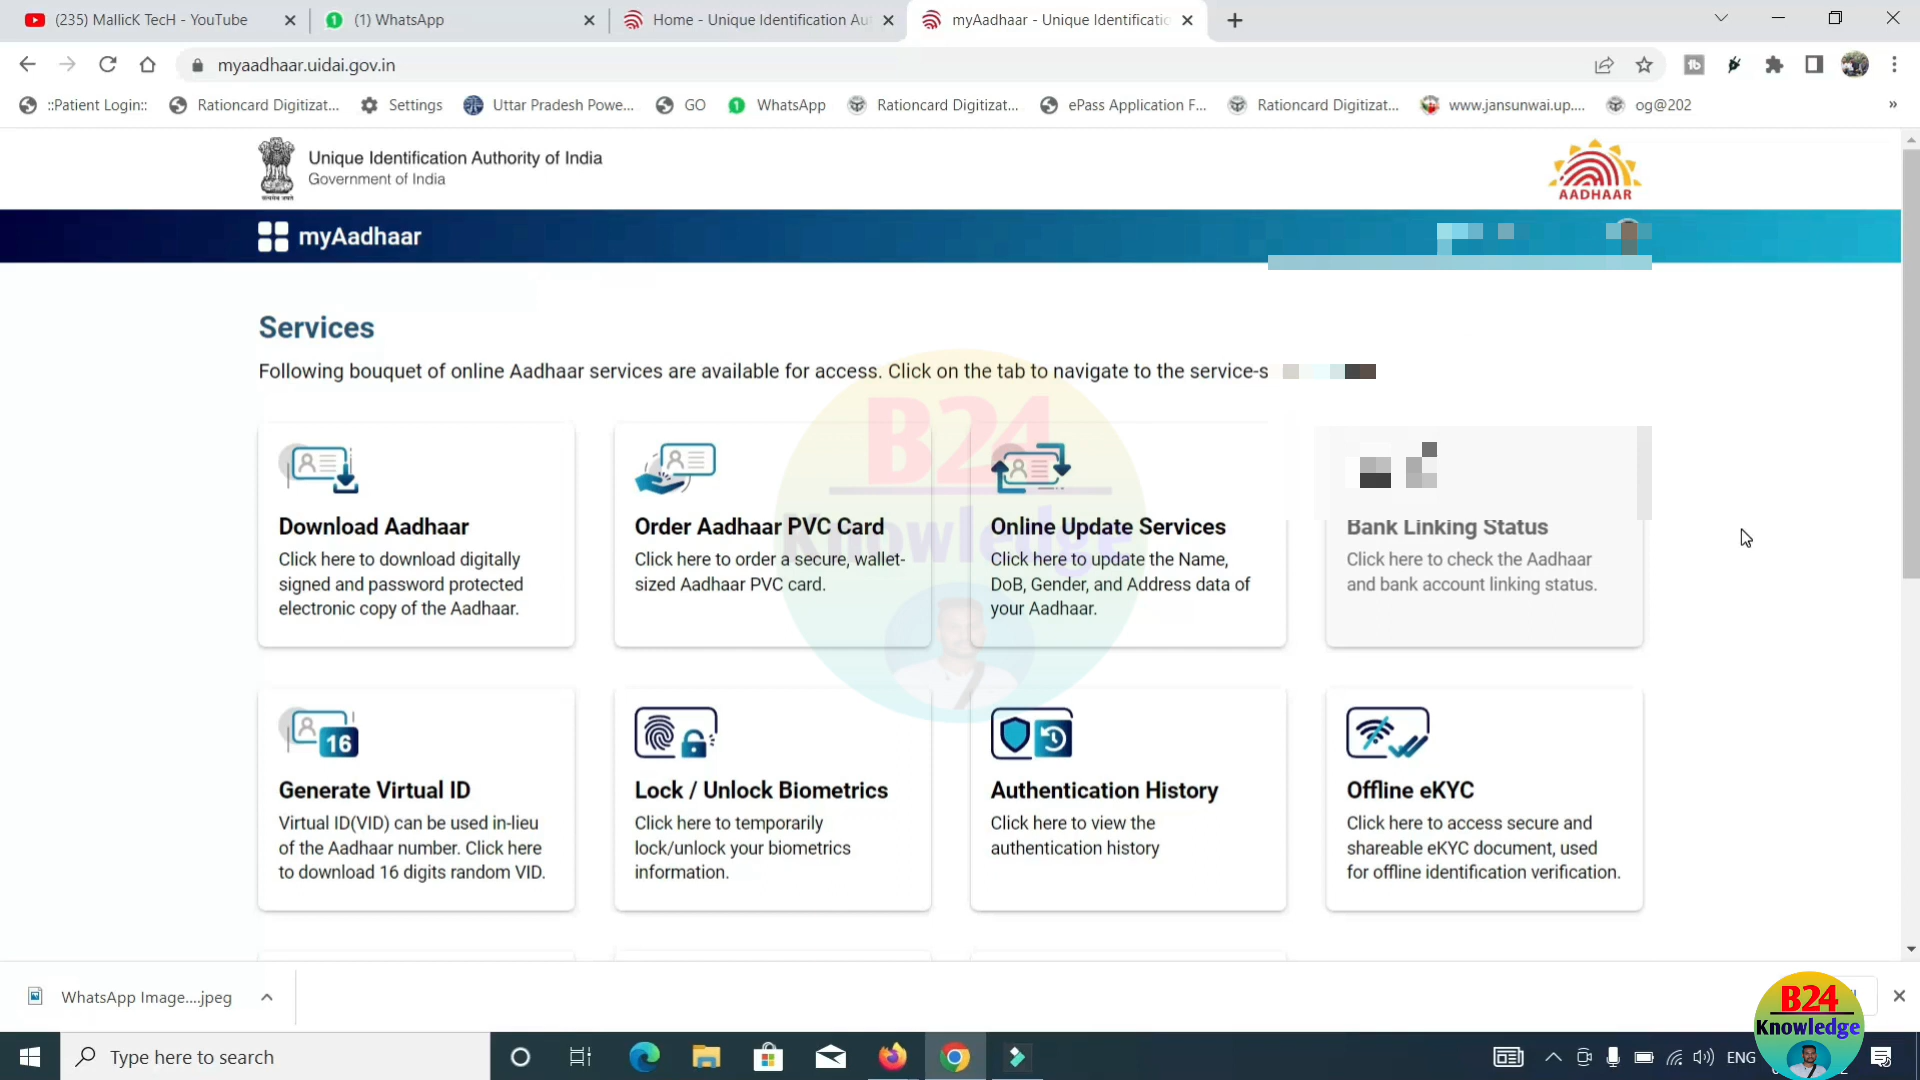 (235) MallicK TecH - YouTube
(1) WhatsApp
Home - Unique Identification Au
myAadhaar - Unique Identificatio
myaadhaar.uidai.gov.in
::Patient Login::
Rationcard Digitizat...
Settings
Uttar Pradesh Powe...
GO
WhatsApp
Rationcard Digitizat...
ePass Application F...
Rationcard Digitizat...
www.jansunwai.up....
og@202
Unique Identification Authority of India
Government of India
AADHAAR
myAadhaar
Services
Following bouquet of online Aadhaar services are available for access. Click on the tab to navigate to the service-s
Download Aadhaar
Click here to download digitally
signed and password protected
electronic copy of the Aadhaar.
Order Aadhaar PVC Card
Click here to order a secure, wallet-
sized Aadhaar PVC card.
Online Update Services
Click here to update the Name,
DoB, Gender, and Address data of
your Aadhaar.
Bank Linking Status
Click here to check the Aadhaar
and bank account linking status.
B24
Knowledge
16
Generate Virtual ID
Virtual ID(VID) can be used in-lieu
of the Aadhaar number. Click here
to download 16 digits random VID.
Lock / Unlock Biometrics
Click here to temporarily
lock/unlock your biometrics
information.
Authentication History
Click here to view the
authentication history
Offline eKYC
Click here to access secure and
shareable eKYC document, used
for offline identification verification.
WhatsApp Image....jpeg
B24
Knowledge
Type here to search
ENG